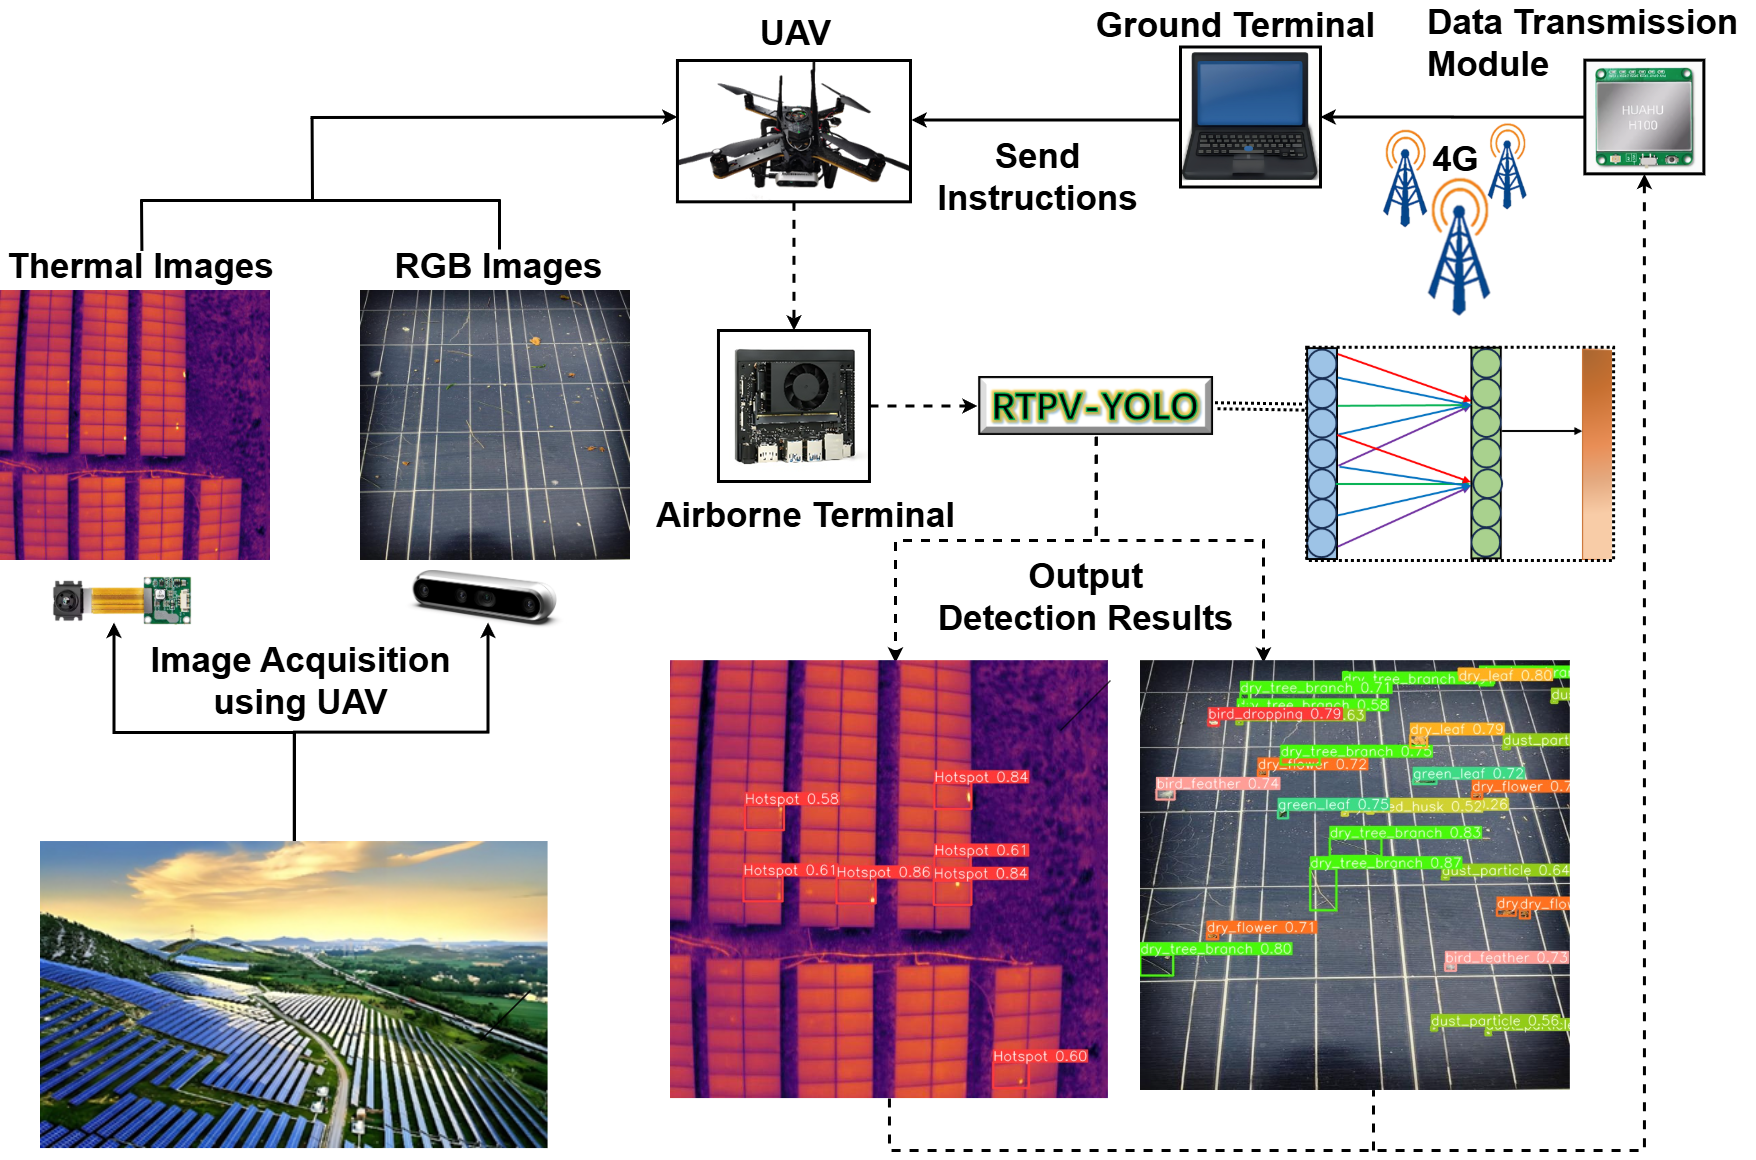 UAV
Ground Terminal
Data Transmission
Module
HUAHU
H100
4G
Send
Instructions
Thermal Images
RGB Images
RTPV-YOLO
Airborne Terminal
Output
Detection Results
Image Acquisition
using UAV
Hotspot 0.84
Hotspot 0.58
Hotspot 0.61
Hotspot 0.61
Hotspot 0.86
Hotspot 0.84
Hotspot 0.60
dry_tree_branch
dry_leaf 0.80
dry_tree_branch 0.71
dry_tree_branch 0.58
bird_dropping 0.79
.63
dry_leaf 0.79
dust_part
dry_tree_branch 0.75
dry_flower 0.72
green_leaf 0.72
bird_feather 0.74
dry_flower 0.7
green_leaf 0.75
ed_husk 0.52
.26
dry_tree_branch 0.83
dry_tree_branch 0.87
dust_particle 0.64
dry
dry_flo
dry_flower 0.71
dry_tree_branch 0.80
bird_feather 0.73
dust_particle 0.56